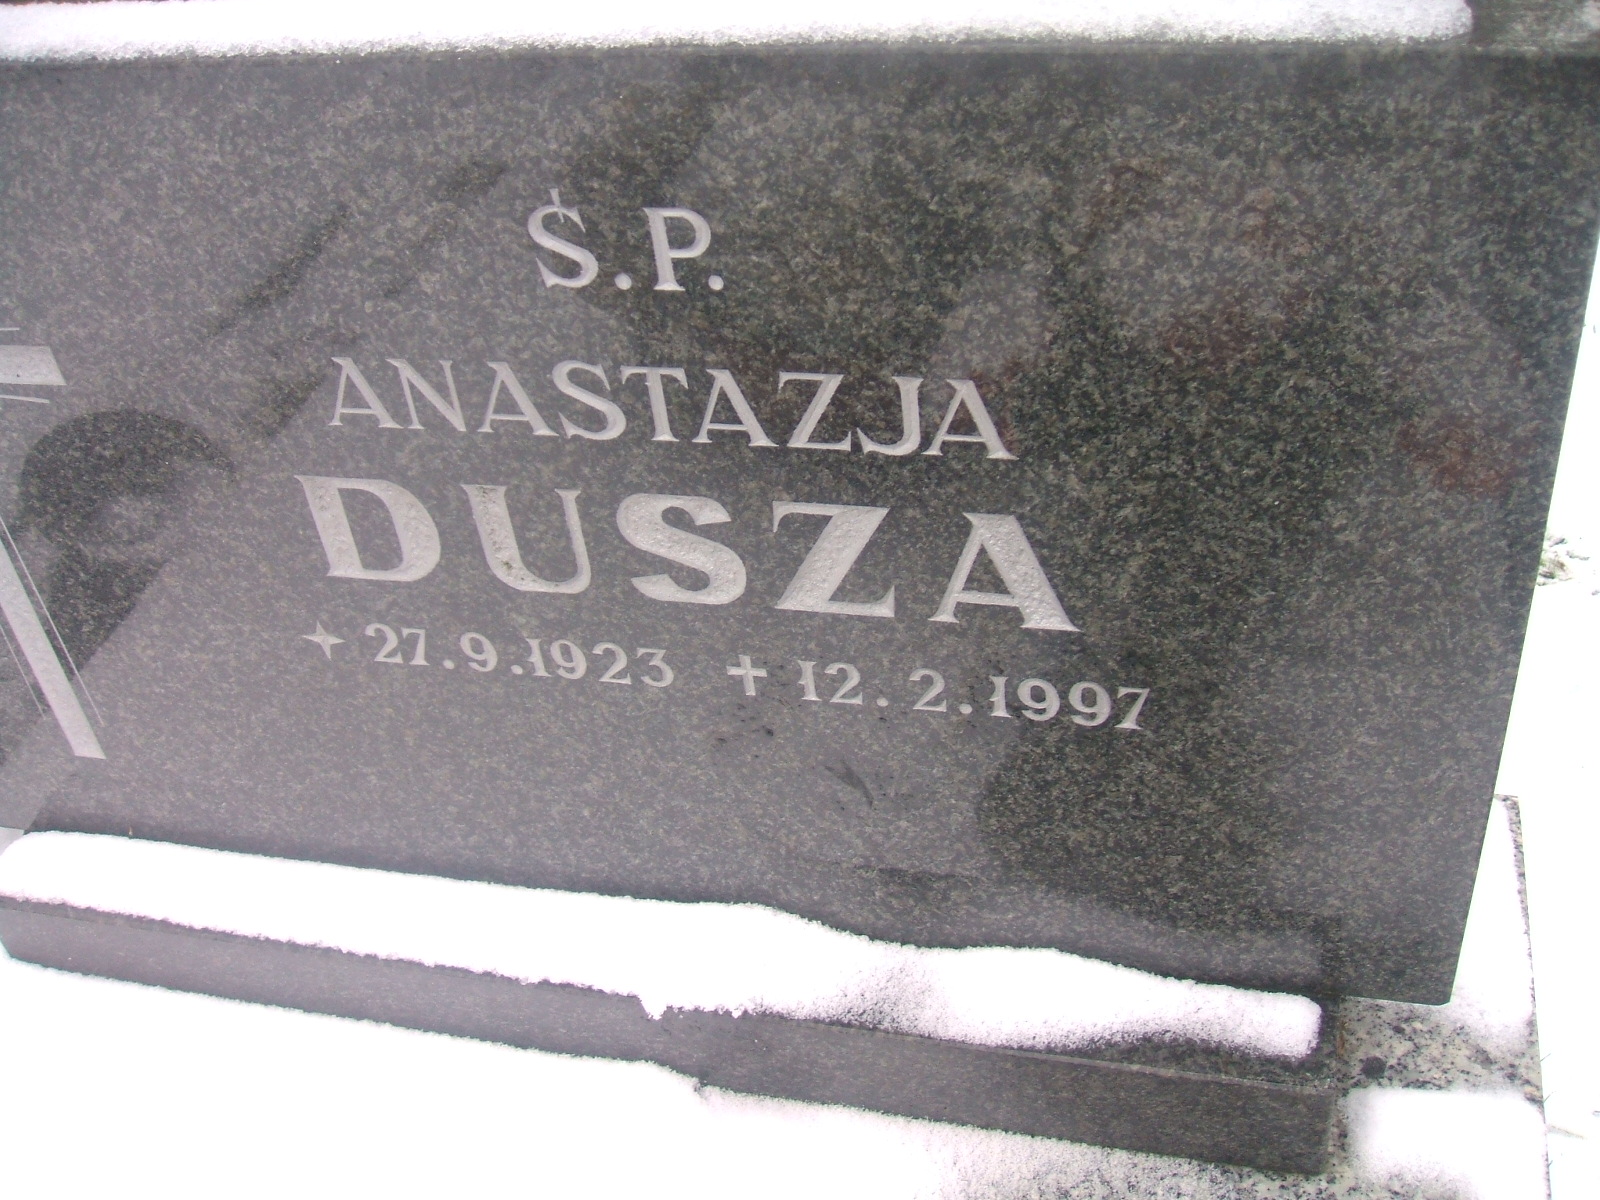 Ś.P.
ANASTAZJA
DUSZA
✦ 27.9.1923 ✝ 12.2.1997